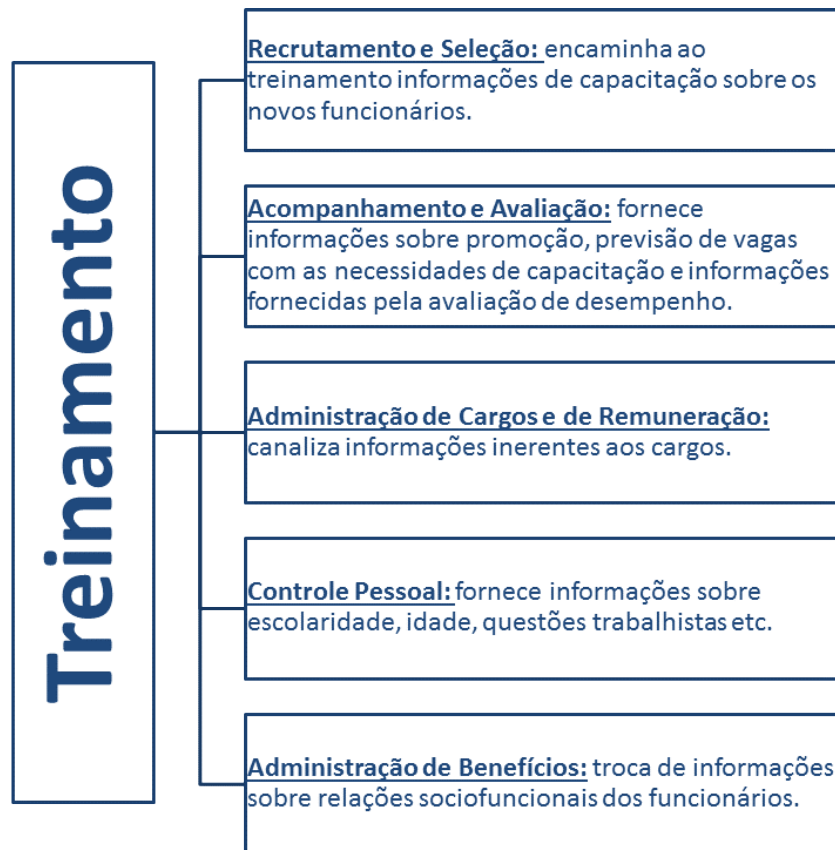 Treinamento
Recrutamento e Seleção: encaminha ao
treinamento informações de capacitação sobre os
novos funcionários.
Acompanhamento e Avaliação: fornece
informações sobre promoção, previsão de vagas
com as necessidades de capacitação e informações
fornecidas pela avaliação de desempenho.
Administração de Cargos e de Remuneração:
canaliza informações inerentes aos cargos.
Controle Pessoal: fornece informações sobre
escolaridade, idade, questões trabalhistas etc.
Administração de Benefícios: troca de informações
sobre relações sociofuncionais dos funcionários.